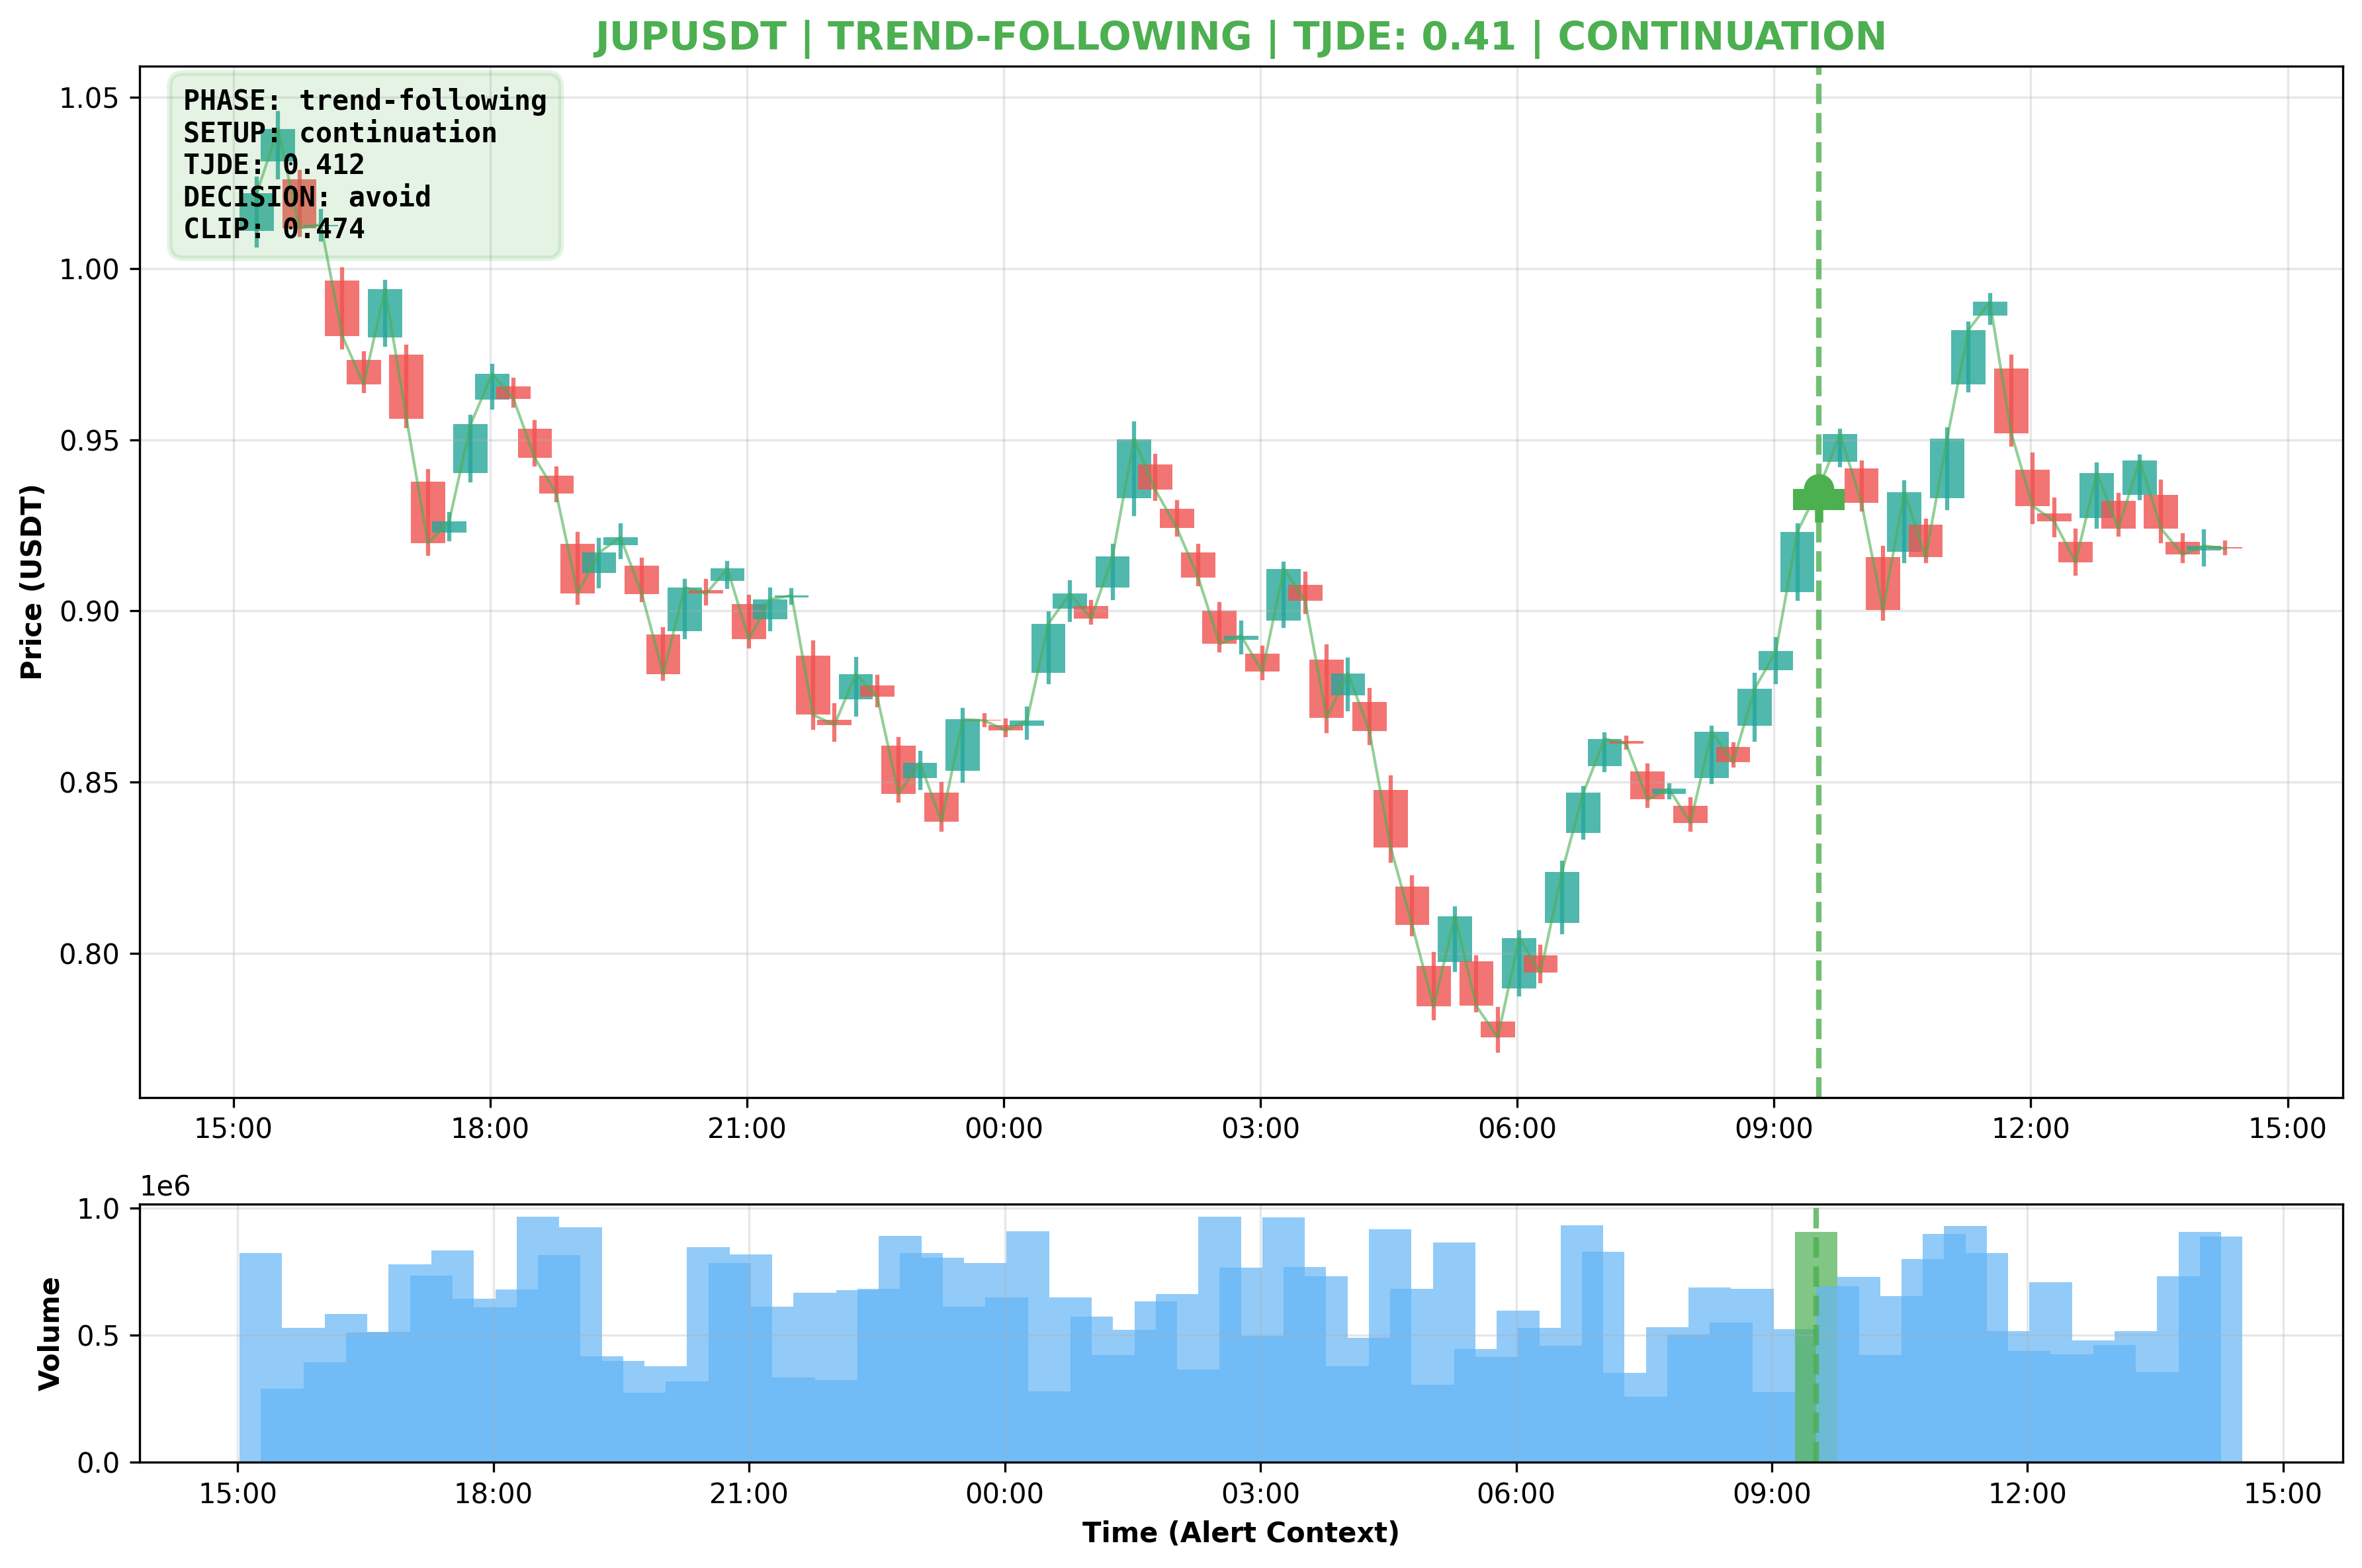 JUPUSDT | TREND-FOLLOWING | TJDE: 0.41 | CONTINUATION
PHASE: trend-following
SETUP: continuation
TJDE: 0.412
DECISION: avoid
CLIP: 0.474
Price (USDT)
1.05
1.00
0.95
0.90
0.85
0.80
15:00 18:00 21:00 00:00 03:00 06:00 09:00 12:00 15:00
1e6
Volume
1.0
0.5
0.0
15:00 18:00 21:00 00:00 03:00 06:00 09:00 12:00 15:00
Time (Alert Context)